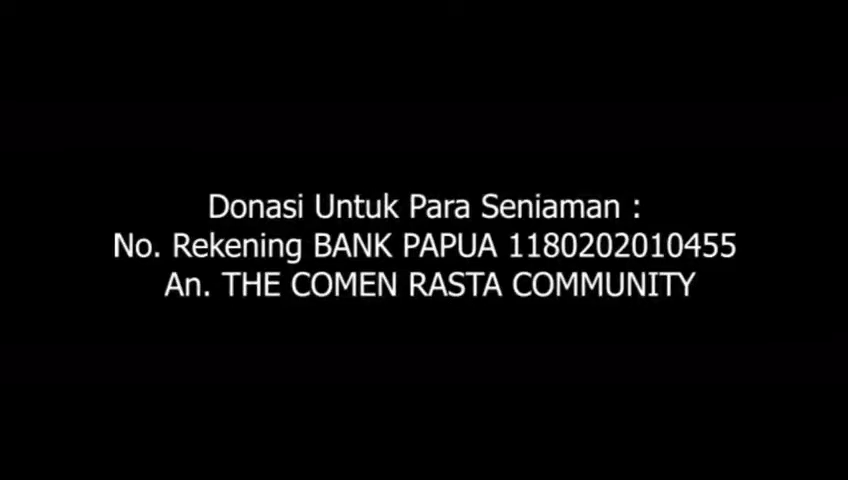 Donasi Untuk Para Seniaman :
No. Rekening BANK PAPUA 1180202010455
An. THE COMEN RASTA COMMUNITY